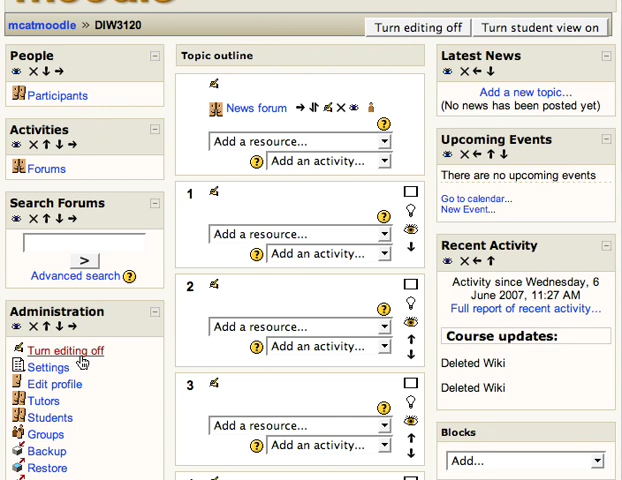 moodle
mcatmoodle » DIW3120
Turn editing off
Turn student view on
People
Participants
Activities
Forums
Search Forums
>
Advanced search ?
Administration
Turn editing off
Settings
Edit profile
Tutors
Students
Groups
Backup
Restore
Topic outline
News forum
?
Add a resource...
? Add an activity...
1
?
Add a resource...
? Add an activity...
2
?
Add a resource...
? Add an activity...
3
?
Add a resource...
? Add an activity...
Latest News
Add a new topic...
(No news has been posted yet)
Upcoming Events
There are no upcoming events
Go to calendar...
New Event...
Recent Activity
Activity since Wednesday, 6
June 2007, 11:27 AM
Full report of recent activity...
Course updates:
Deleted Wiki
Deleted Wiki
Blocks
Add...